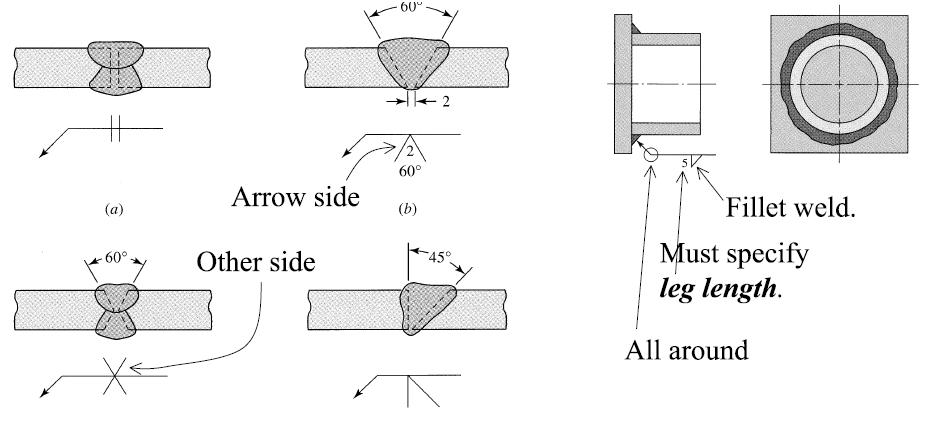 60°
2
2
60°
Arrow side
(a)
(b)
5
Fillet weld.
Must specify
leg length.
All around
60°
Other side
45°